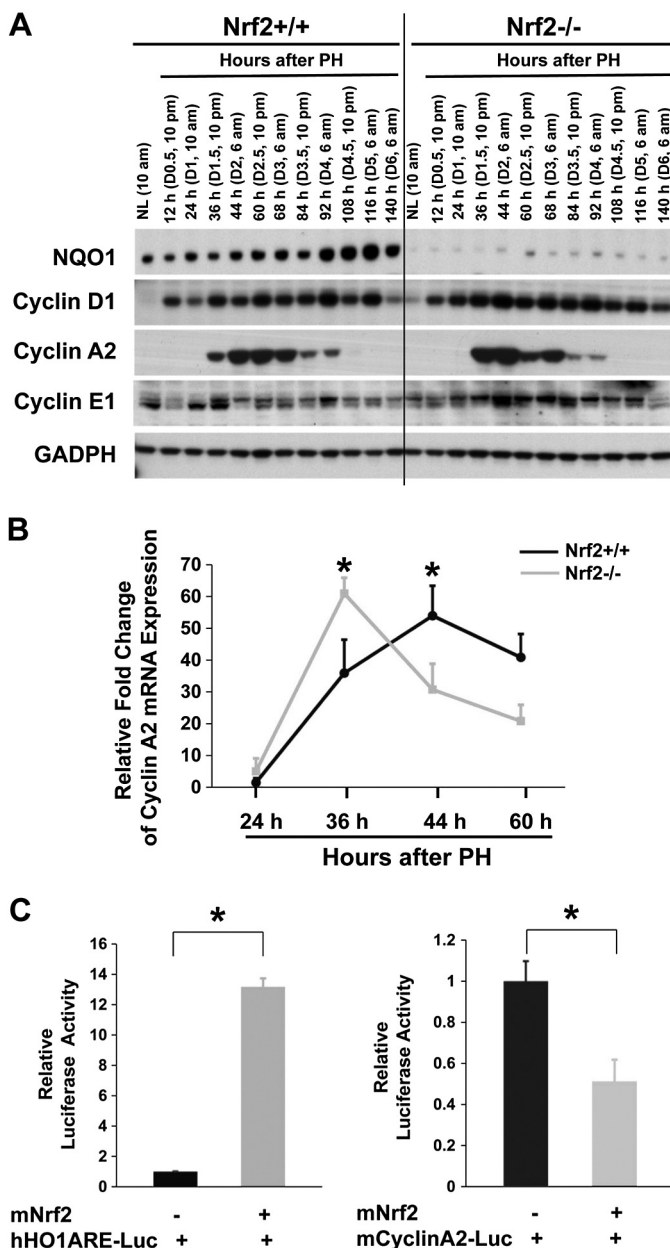 A
Nrf2+/+
Nrf2-/-
Hours after PH
Hours after PH
NL (10 am)
12 h (D0.5, 10 pm)
24 h (D1, 10 am)
36 h (D1.5, 10 pm)
44 h (D2, 6 am)
60 h (D2.5, 10 pm)
68 h (D3, 6 am)
84 h (D3.5, 10 pm)
92 h (D4, 6 am)
108 h (D4.5, 10 pm)
116 h (D5, 6 am)
140 h (D6, 6 am)
NL (10 am)
12 h (D0.5, 10 pm)
24 h (D1, 10 am)
36 h (D1.5, 10 pm)
44 h (D2, 6 am)
60 h (D2.5, 10 pm)
68 h (D3, 6 am)
84 h (D3.5, 10 pm)
92 h (D4, 6 am)
108 h (D4.5, 10 pm)
116 h (D5, 6 am)
140 h (D6, 6 am)
NQO1
Cyclin D1
Cyclin A2
Cyclin E1
GADPH
B
Relative Fold Change
of Cyclin A2 mRNA Expression
70
60
50
40
30
20
10
0
* *
Nrf2+/+
Nrf2-/-
24 h 36 h 44 h 60 h
Hours after PH
C
Relative
Luciferase Activity
16
14
12
10
8
6
4
2
0
*
mNrf2 - +
hHO1ARE-Luc + +
Relative
Luciferase Activity
1.2
1
0.8
0.6
0.4
0.2
0
*
mNrf2 - +
mCyclinA2-Luc + +